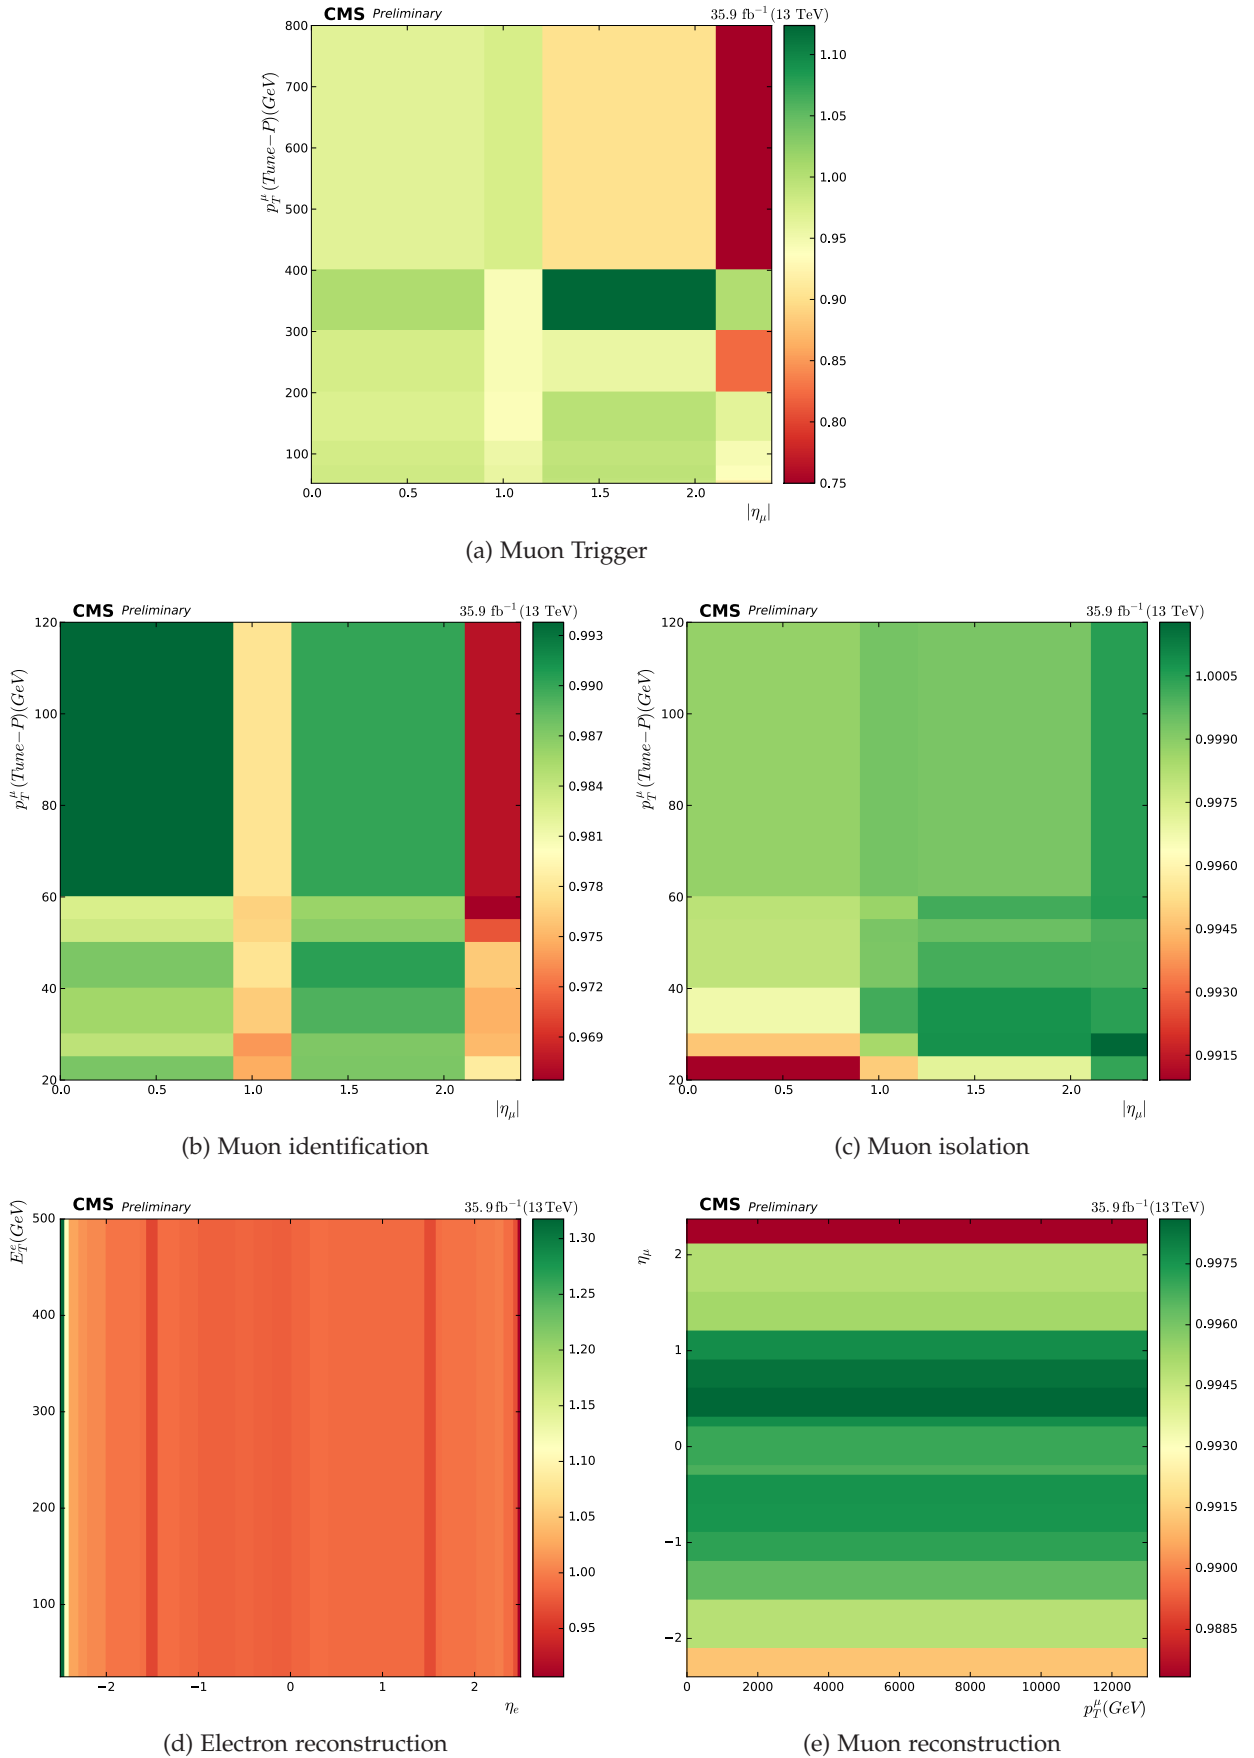 CMS Preliminary 35.9 fb⁻¹ (13 TeV)
800
700
600
500
400
300
200
100
p_T^μ (Tune−P)(GeV)
0.0 0.5 1.0 1.5 2.0
|η_μ|
1.10
1.05
1.00
0.95
0.90
0.85
0.80
0.75
(a) Muon Trigger
CMS Preliminary 35.9 fb⁻¹ (13 TeV)
120
100
80
60
40
20
p_T^μ (Tune−P)(GeV)
0.0 0.5 1.0 1.5 2.0
|η_μ|
0.993
0.990
0.987
0.984
0.981
0.978
0.975
0.972
0.969
(b) Muon identification
CMS Preliminary 35.9 fb⁻¹ (13 TeV)
120
100
80
60
40
20
p_T^μ (Tune−P)(GeV)
0.0 0.5 1.0 1.5 2.0
|η_μ|
1.0005
0.9990
0.9975
0.9960
0.9945
0.9930
0.9915
(c) Muon isolation
CMS Preliminary 35.9 fb⁻¹ (13 TeV)
500
400
300
200
100
E_T^e (GeV)
−2 −1 0 1 2
η_e
1.30
1.25
1.20
1.15
1.10
1.05
1.00
0.95
(d) Electron reconstruction
CMS Preliminary 35.9 fb⁻¹ (13 TeV)
2
1
0
−1
−2
η_μ
0 2000 4000 6000 8000 10000 12000
p_T^μ (GeV)
0.9975
0.9960
0.9945
0.9930
0.9915
0.9900
0.9885
(e) Muon reconstruction